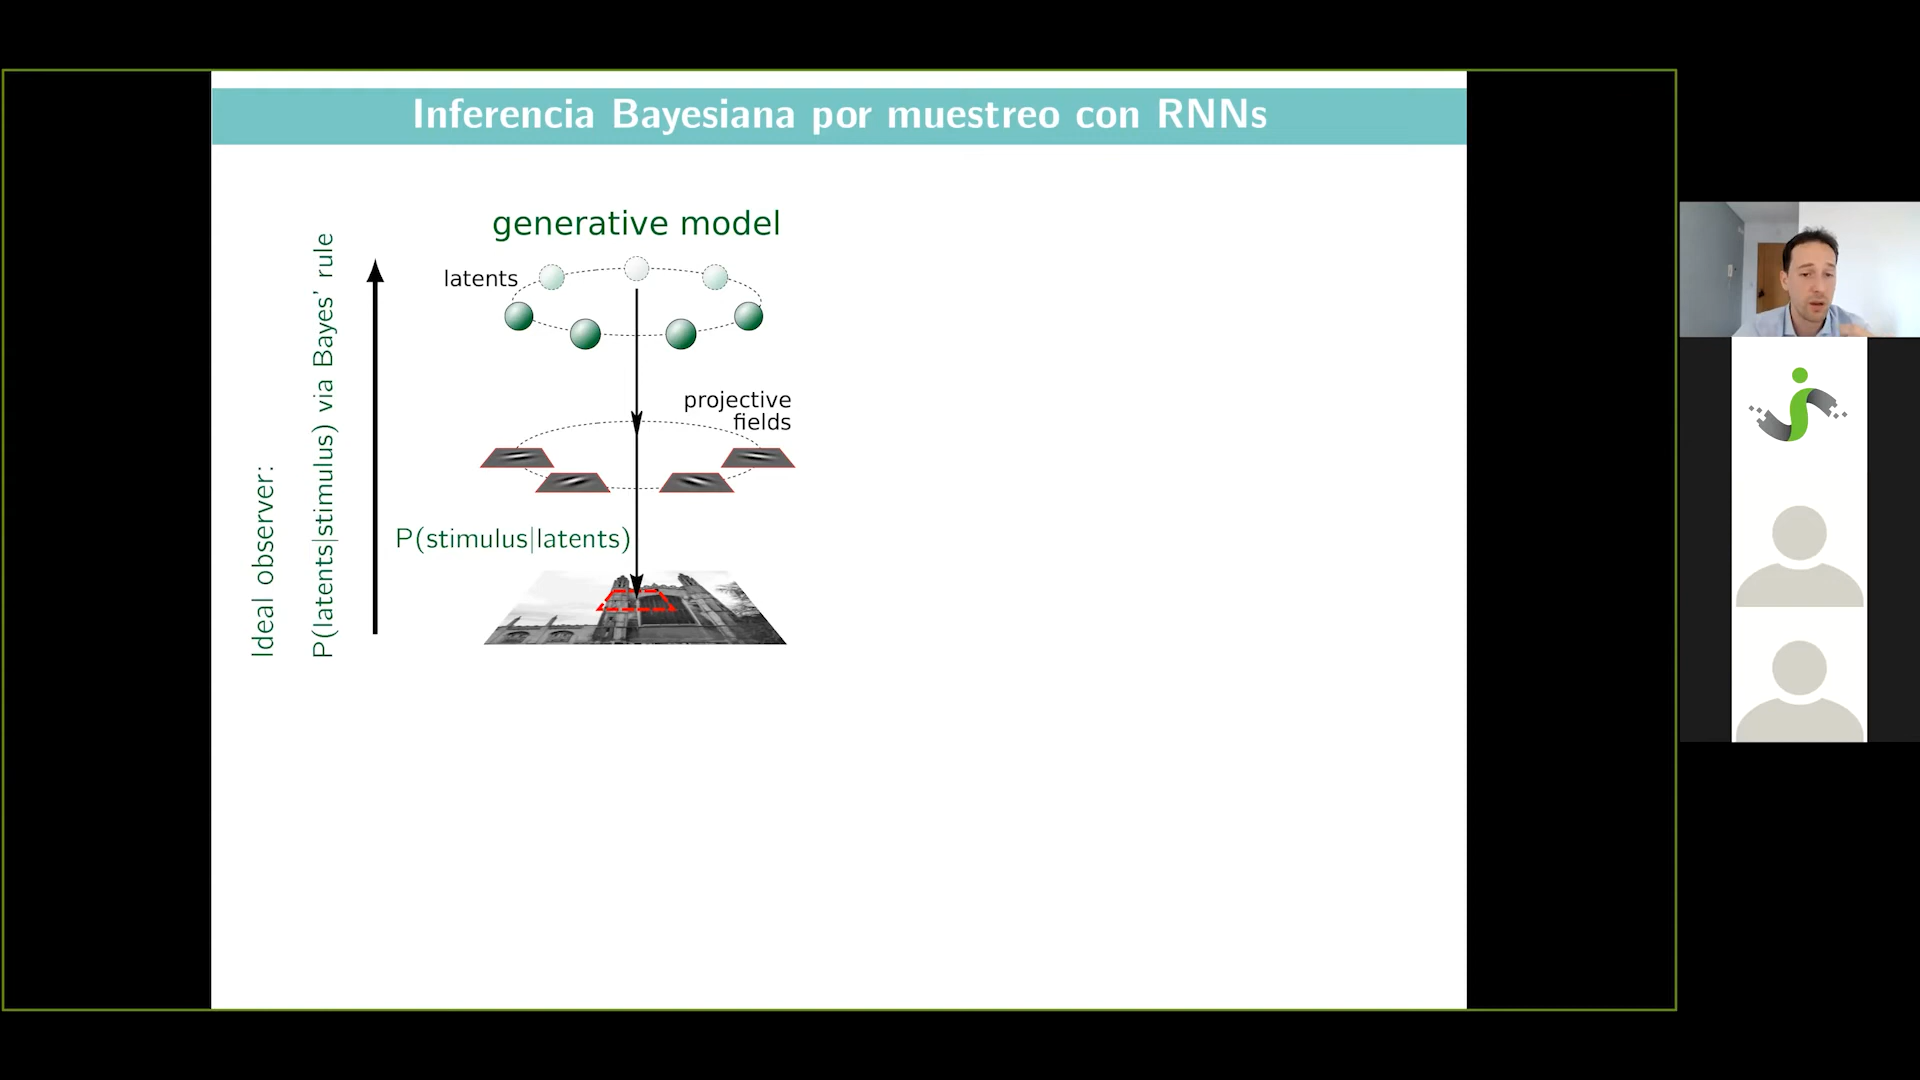 Inferencia Bayesiana por muestreo con RNNs
generative model
latents
projective
fields
P(stimulus|latents)
Ideal observer:
P(latents|stimulus) via Bayes' rule